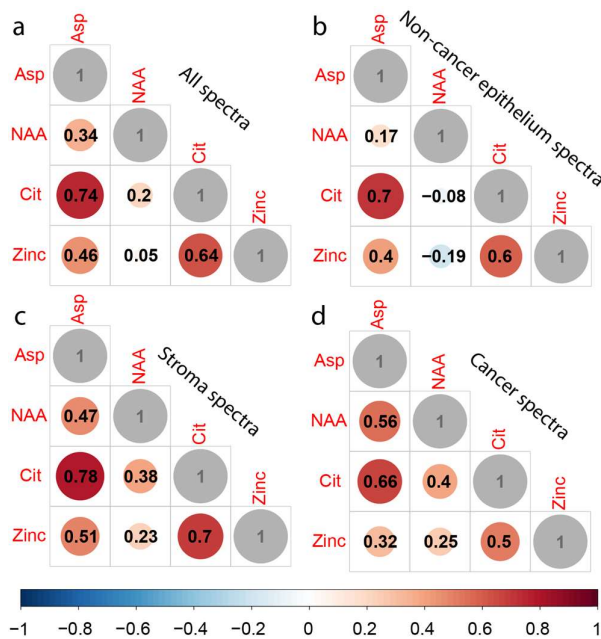 a
Asp
Asp 1
NAA
All spectra
NAA 0.34 1
Cit
Cit 0.74 0.2 1
Zinc
Zinc 0.46 0.05 0.64 1
b
Asp
Non-cancer epithelium spectra
Asp 1
NAA
NAA 0.17 1
Cit
Cit 0.7 −0.08 1
Zinc
Zinc 0.4 −0.19 0.6 1
c
Asp
Asp 1
NAA
Stroma spectra
NAA 0.47 1
Cit
Cit 0.78 0.38 1
Zinc
Zinc 0.51 0.23 0.7 1
d
Asp
Asp 1
NAA
Cancer spectra
NAA 0.56 1
Cit
Cit 0.66 0.4 1
Zinc
Zinc 0.32 0.25 0.5 1
−1 −0.8 −0.6 −0.4 −0.2 0 0.2 0.4 0.6 0.8 1